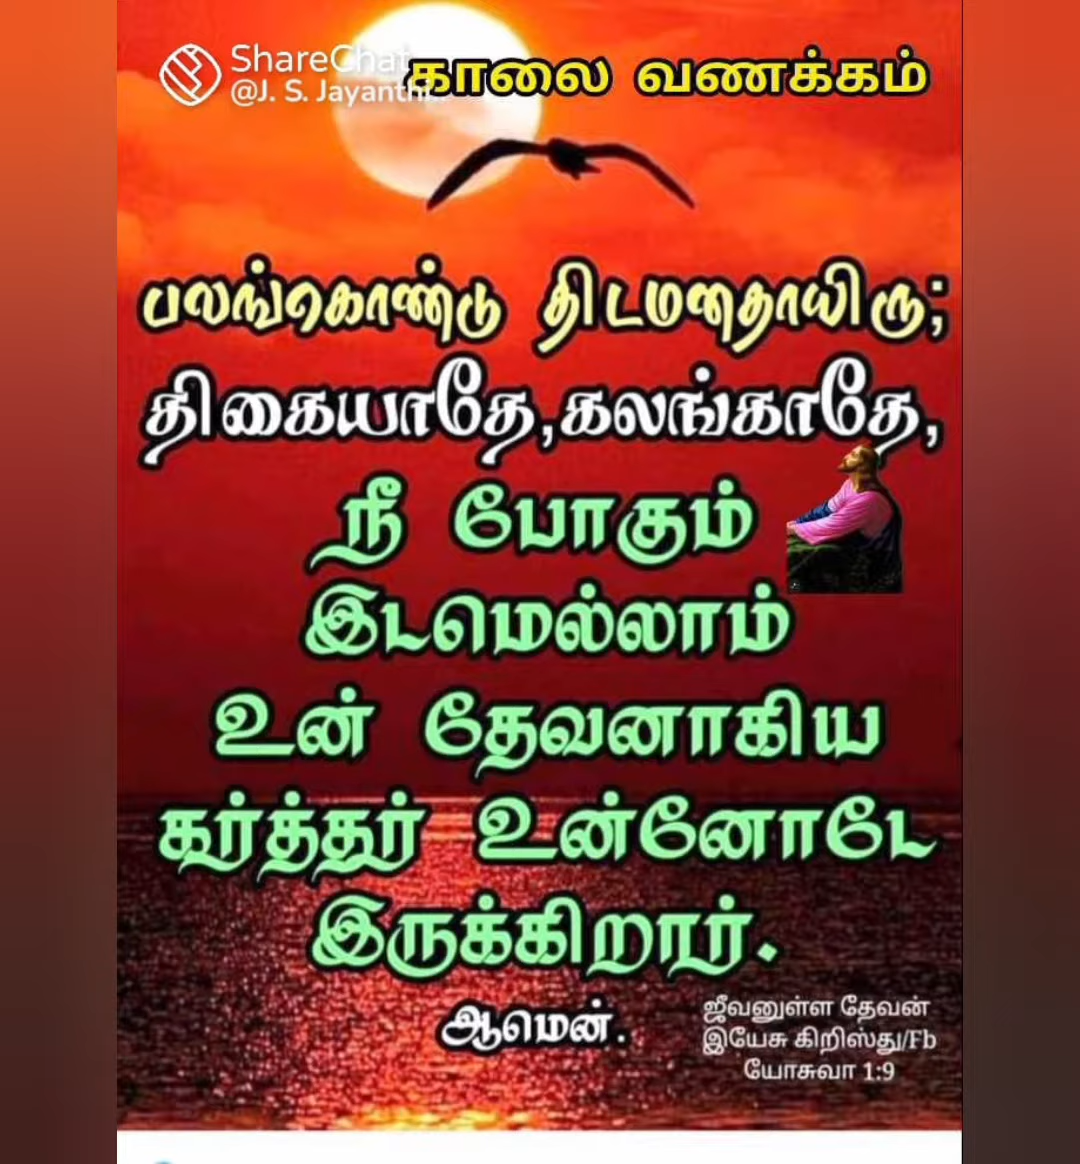 ShareChat
@J. S. Jayanthi...
காலை வணக்கம்
பலங்கொண்டு திடமனதாயிரு;
திகையாதே,கலங்காதே,
நீ போகும்
இடமெல்லாம்
உன் தேவனாகிய
கர்த்தர் உன்னோடே
இருக்கிறார்.
ஆமென்.
ஜீவனுள்ள தேவன்
இயேசு கிறிஸ்து/Fb
யோசுவா 1:9